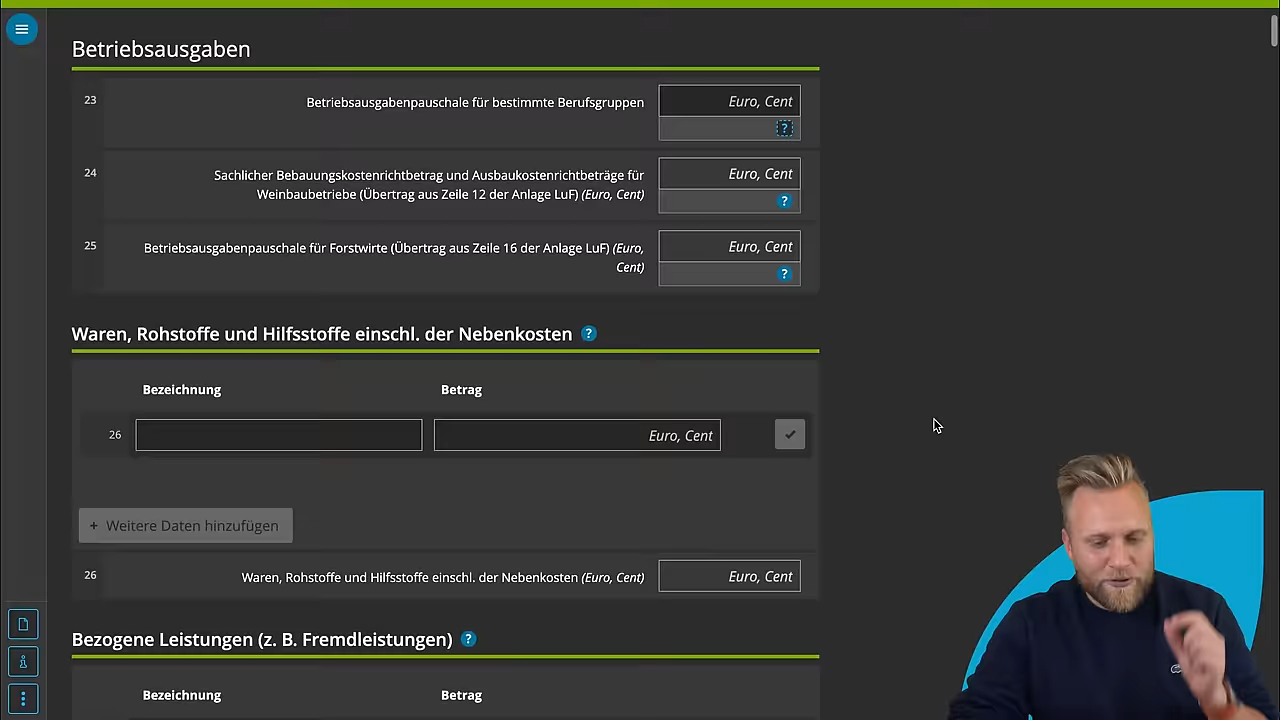 Betriebsausgaben
23
Betriebsausgabenpauschale für bestimmte Berufsgruppen
Euro, Cent
?
24
Sachlicher Bebauungskostenrichtbetrag und Ausbaukostenrichtbeträge für
Weinbaubetriebe (Übertrag aus Zeile 12 der Anlage LuF) (Euro, Cent)
Euro, Cent
?
25
Betriebsausgabenpauschale für Forstwirte (Übertrag aus Zeile 16 der Anlage LuF) (Euro,
Cent)
Euro, Cent
?
Waren, Rohstoffe und Hilfsstoffe einschl. der Nebenkosten ?
Bezeichnung Betrag
26 Euro, Cent
+ Weitere Daten hinzufügen
26 Waren, Rohstoffe und Hilfsstoffe einschl. der Nebenkosten (Euro, Cent) Euro, Cent
Bezogene Leistungen (z. B. Fremdleistungen) ?
Bezeichnung Betrag